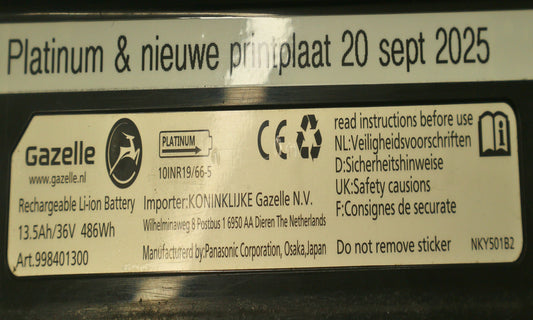 Platinum & nieuwe printplaat 20 sept 2025
Gazelle
www.gazelle.nl
Rechargeable Li-ion Battery
13.5Ah/36V 486Wh
Art.998401300
PLATINUM
10INR19/66-5
Importer:KONINKLIJKE Gazelle N.V.
Wilhelminaweg 8 Postbus 1 6950 AA Dieren The Netherlands
Manufacturerd by:Panasonic Corporation, Osaka,Japan
CE
read instructions before use
NL:Veiligheidsvoorschriften
D:Sicherheitshinweise
UK:Safety causions
F:Consignes de securate
Do not remove sticker
NKY501B2